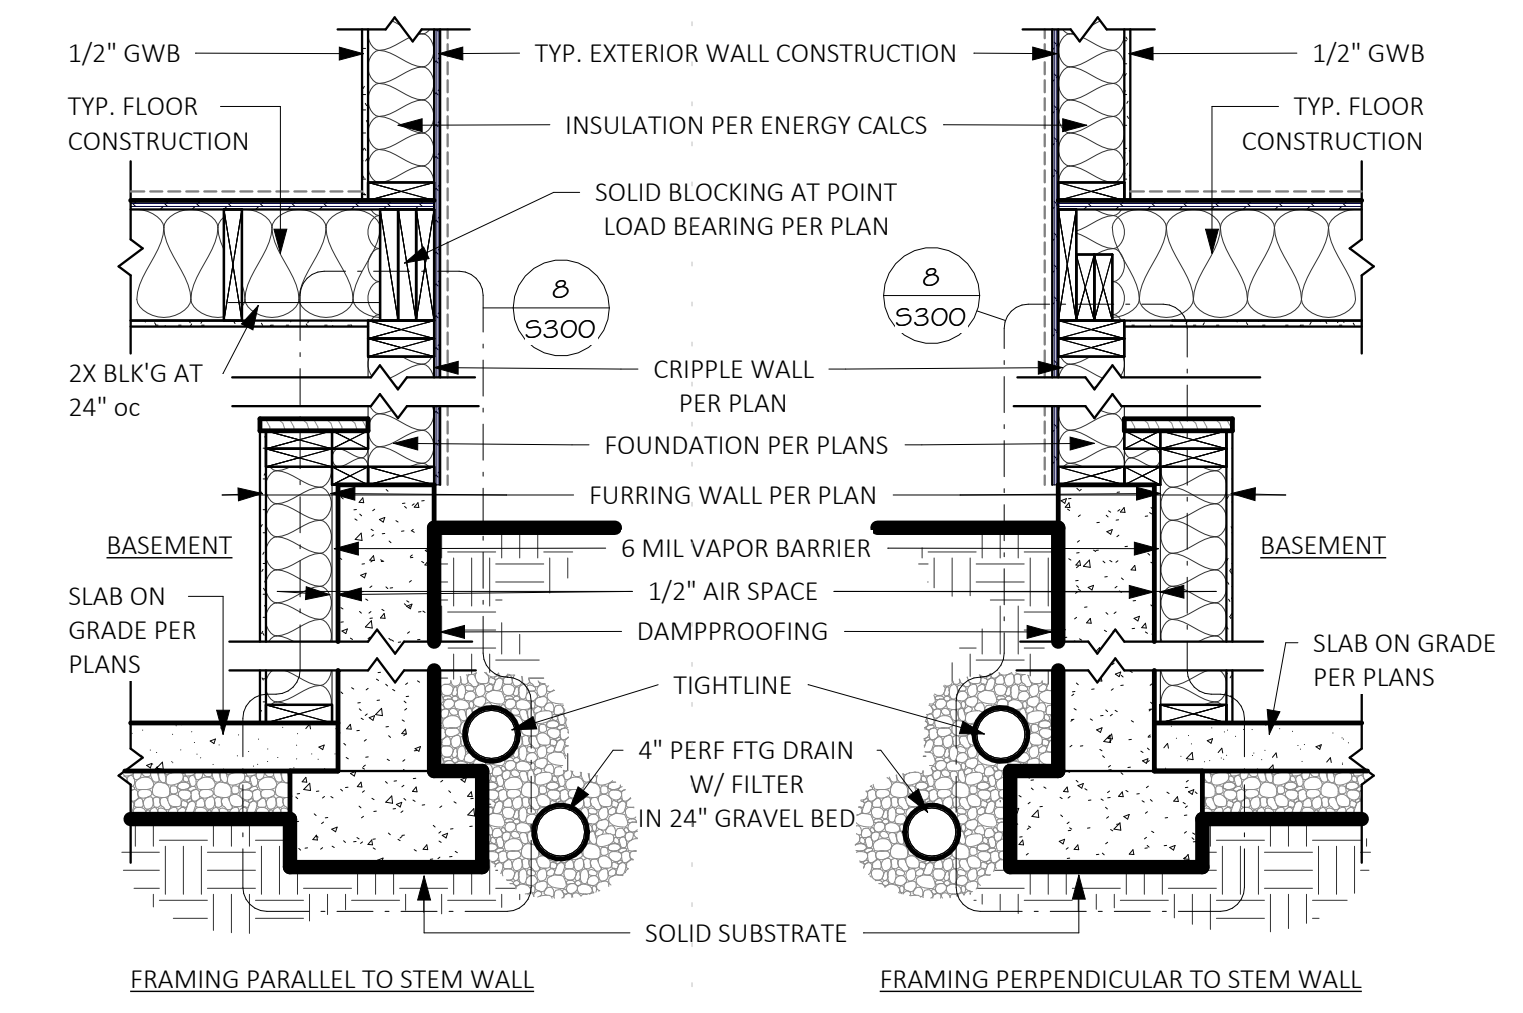 1/2" GWB
TYP. EXTERIOR WALL CONSTRUCTION
1/2" GWB
TYP. FLOOR
CONSTRUCTION
INSULATION PER ENERGY CALCS
TYP. FLOOR
CONSTRUCTION
SOLID BLOCKING AT POINT
LOAD BEARING PER PLAN
8
S300
8
S300
2X BLK'G AT
24" oc
CRIPPLE WALL
PER PLAN
FOUNDATION PER PLANS
FURRING WALL PER PLAN
BASEMENT
6 MIL VAPOR BARRIER
BASEMENT
SLAB ON
GRADE PER
PLANS
1/2" AIR SPACE
DAMPPROOFING
SLAB ON GRADE
PER PLANS
TIGHTLINE
4" PERF FTG DRAIN
W/ FILTER
IN 24" GRAVEL BED
SOLID SUBSTRATE
FRAMING PARALLEL TO STEM WALL
FRAMING PERPENDICULAR TO STEM WALL